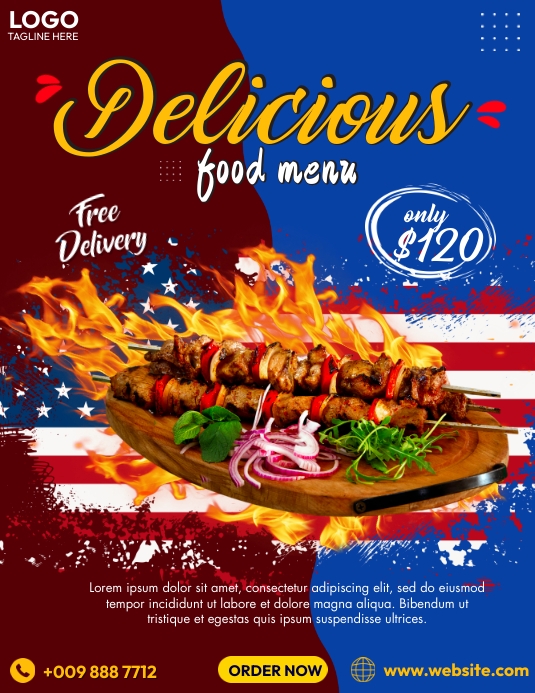 LOGO
TAGLINE HERE
Delicious
food menu
Free
Delivery
only
$120
Lorem ipsum dolor sit amet, consectetur adipiscing elit, sed do eiusmod
tempor incididunt ut labore et dolore magna aliqua. Bibendum ut
tristique et egestas quis ipsum suspendisse ultrices.
+009 888 7712
ORDER NOW
www.website.com